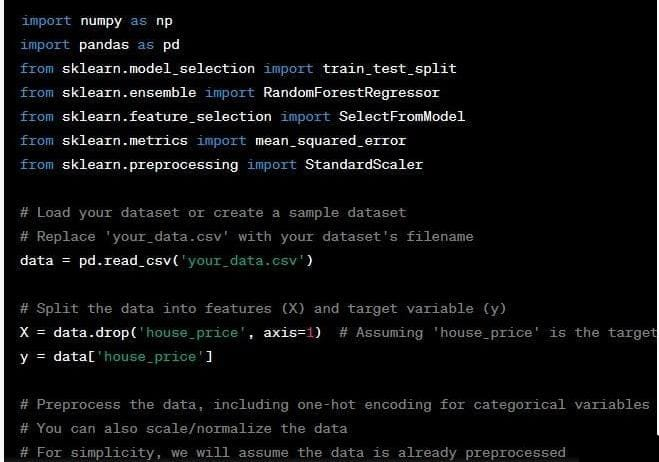 import numpy as np
import pandas as pd
from sklearn.model_selection import train_test_split
from sklearn.ensemble import RandomForestRegressor
from sklearn.feature_selection import SelectFromModel
from sklearn.metrics import mean_squared_error
from sklearn.preprocessing import StandardScaler
# Load your dataset or create a sample dataset
# Replace 'your_data.csv' with your dataset's filename
data = pd.read_csv('your_data.csv')
# Split the data into features (X) and target variable (y)
X = data.drop('house_price', axis=1)  # Assuming 'house_price' is the target
y = data['house_price']
# Preprocess the data, including one-hot encoding for categorical variables
# You can also scale/normalize the data
# For simplicity, we will assume the data is already preprocessed